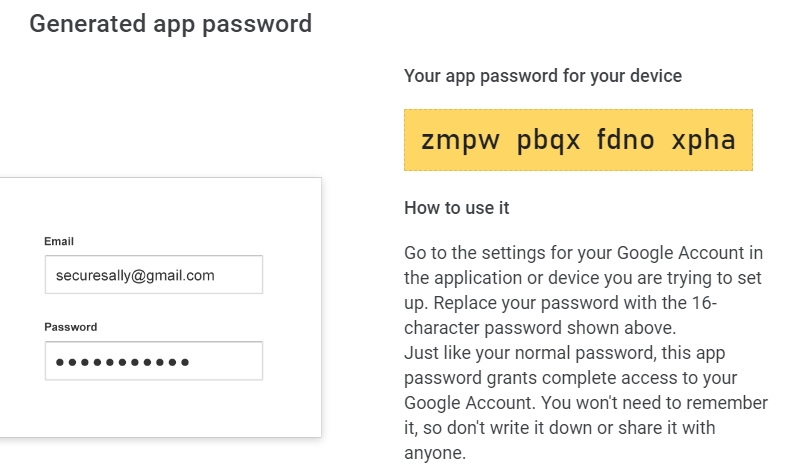 Generated app password
Your app password for your device
zmpw pbqx fdno xpha
How to use it
Go to the settings for your Google Account in
the application or device you are trying to set
up. Replace your password with the 16-
character password shown above.
Just like your normal password, this app
password grants complete access to your
Google Account. You won't need to remember
it, so don't write it down or share it with
anyone.
Email
securesally@gmail.com
Password
●●●●●●●●●●●